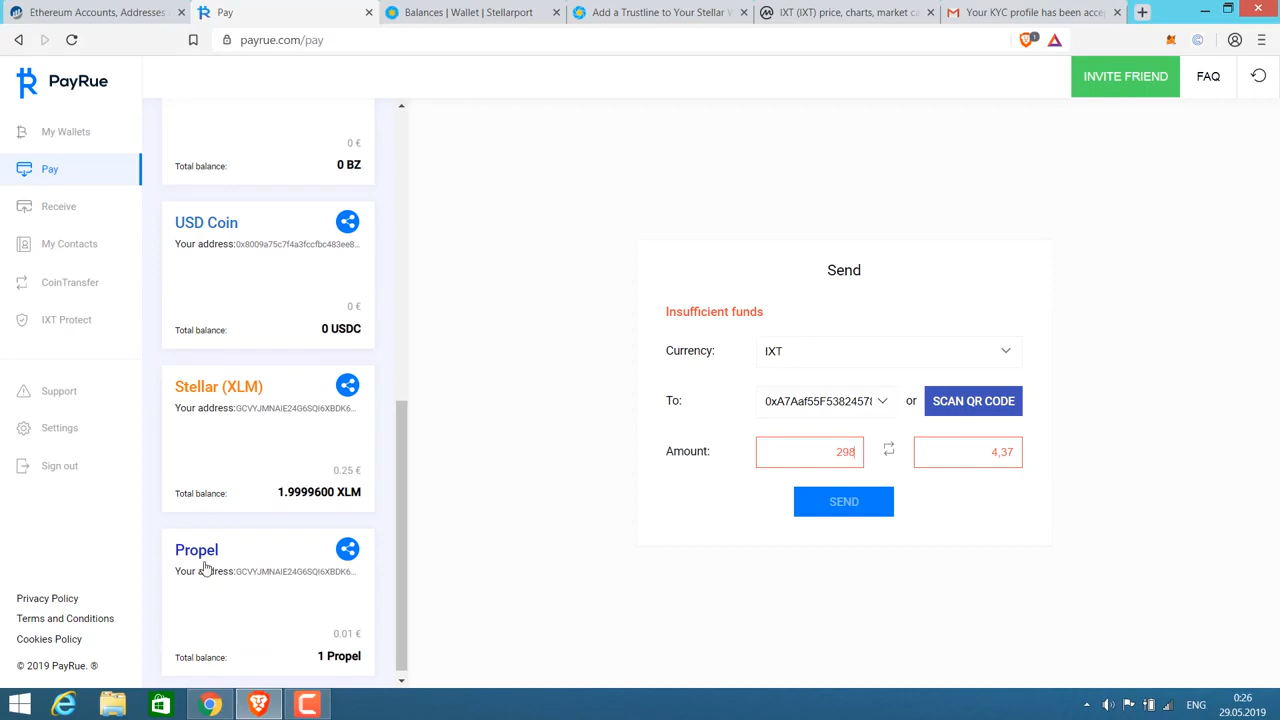 Ethereum Accounts, Addresses
Pay
Balances | Wallet | Stellarport
Add a Trustline to Your Stellar W
IXT (IXT) price, charts, market ca
Your KYC profile has been acce
payrue.com/pay
1
PayRue
INVITE FRIEND
FAQ
My Wallets
Pay
Receive
My Contacts
CoinTransfer
IXT Protect
Support
Settings
Sign out
Privacy Policy
Terms and Conditions
Cookies Policy
© 2019 PayRue. ®
0 €
Total balance:
0 BZ
USD Coin
Your address:0x8009a75c7f4a3fccfbc483ee8...
0 €
Total balance:
0 USDC
Stellar (XLM)
Your address:GCVYJMNAIE24G6SQI6XBDK6...
0.25 €
Total balance:
1.9999600 XLM
Propel
Your address:GCVYJMNAIE24G6SQI6XBDK6...
0.01 €
Total balance:
1 Propel
Send
Insufficient funds
Currency:
IXT
To:
0xA7Aaf55F53824578
or
SCAN QR CODE
Amount:
298
4,37
SEND
ENG
0:26
29.05.2019